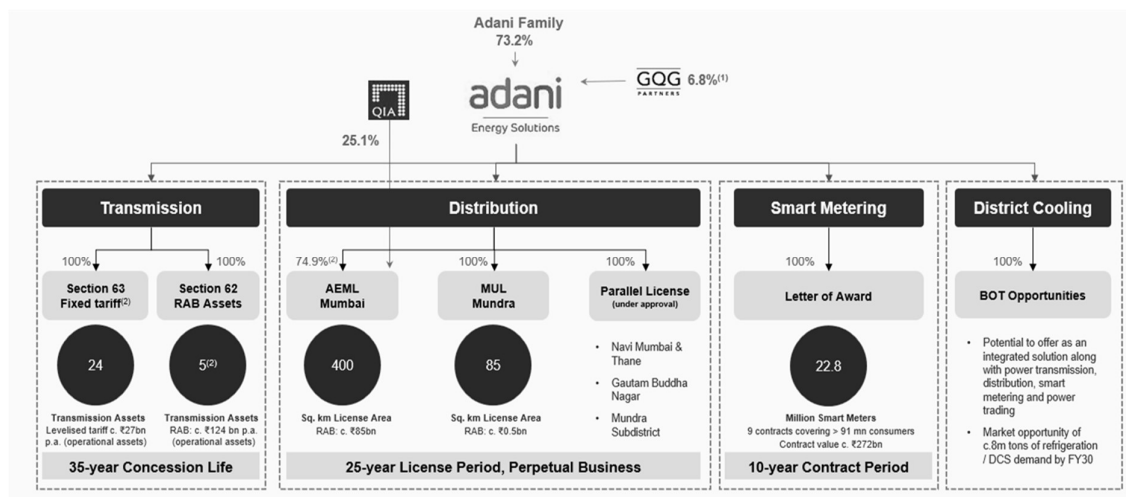 Adani Family
73.2%
QIA
adani
Energy Solutions
GQG
PARTNERS
6.8%(1)
25.1%
Transmission
Distribution
Smart Metering
District Cooling
100%
100%
74.9%(2)
100%
100%
100%
100%
Section 63
Fixed tariff(2)
Section 62
RAB Assets
AEML
Mumbai
MUL
Mundra
Parallel License
(under approval)
Letter of Award
BOT Opportunities
24
Transmission Assets
Levelised tariff c. ₹27bn
p.a. (operational assets)
5(2)
Transmission Assets
RAB: c. ₹124 bn p.a.
(operational assets)
400
Sq. km License Area
RAB: c. ₹85bn
85
Sq. km License Area
RAB: c. ₹0.5bn
• Navi Mumbai &
Thane
• Gautam Buddha
Nagar
• Mundra
Subdistrict
22.8
Million Smart Meters
9 contracts covering > 91 mn consumers
Contract value c. ₹272bn
• Potential to offer as an
integrated solution along
with power transmission,
distribution, smart
metering and power
trading
• Market opportunity of
c.8m tons of refrigeration
/ DCS demand by FY30
35-year Concession Life
25-year License Period, Perpetual Business
10-year Contract Period